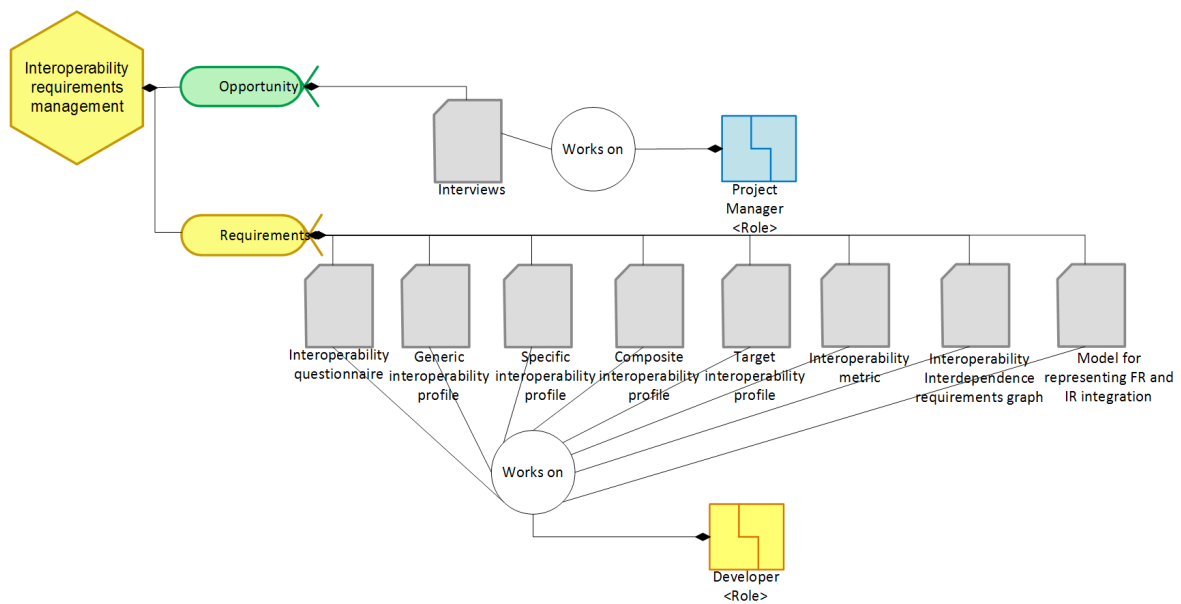 Interoperability
requirements
management
Opportunity
Interviews
Works on
Project
Manager
<Role>
Requirements
Interoperability
questionnaire
Generic
interoperability
profile
Specific
interoperability
profile
Composite
interoperability
profile
Target
interoperability
profile
Interoperability
metric
Interoperability
Interdependence
requirements graph
Model for
representing FR and
IR integration
Works on
Developer
<Role>